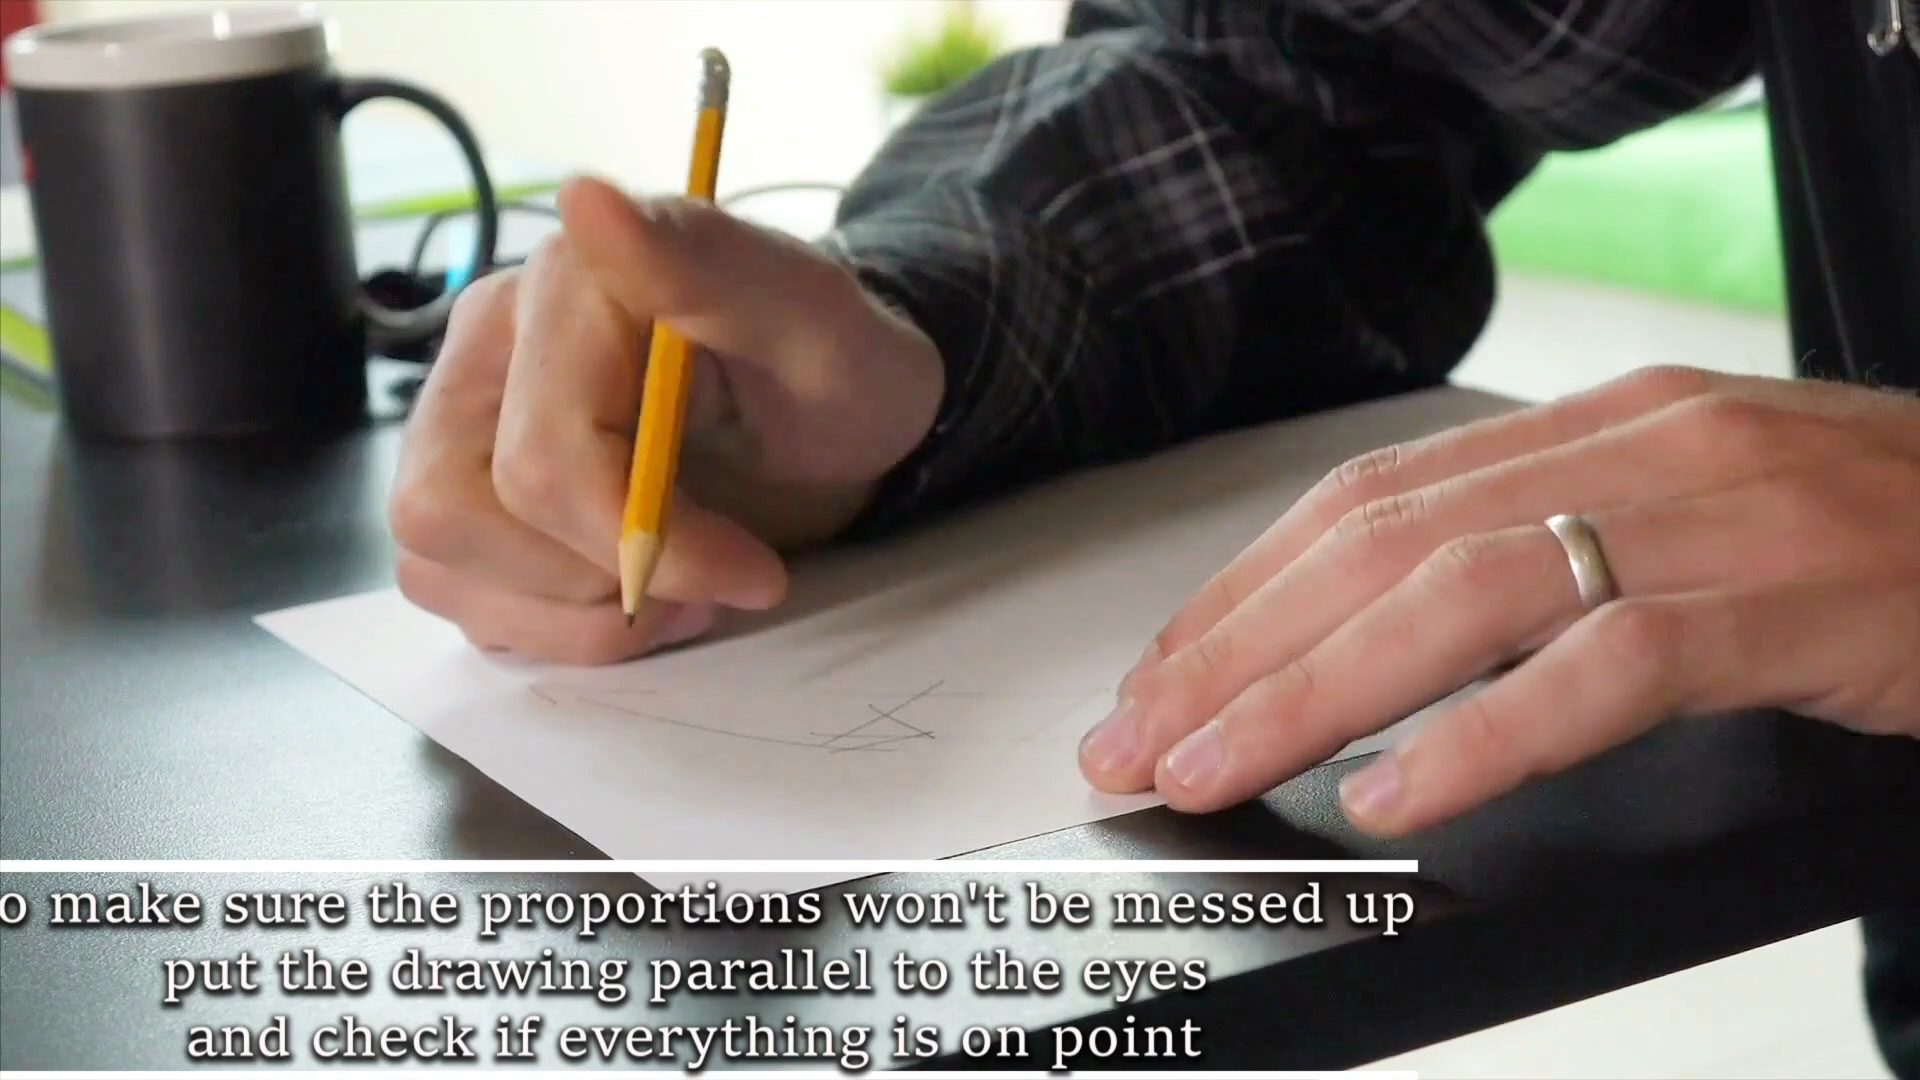 o make sure the proportions won't be messed up
put the drawing parallel to the eyes
and check if everything is on point